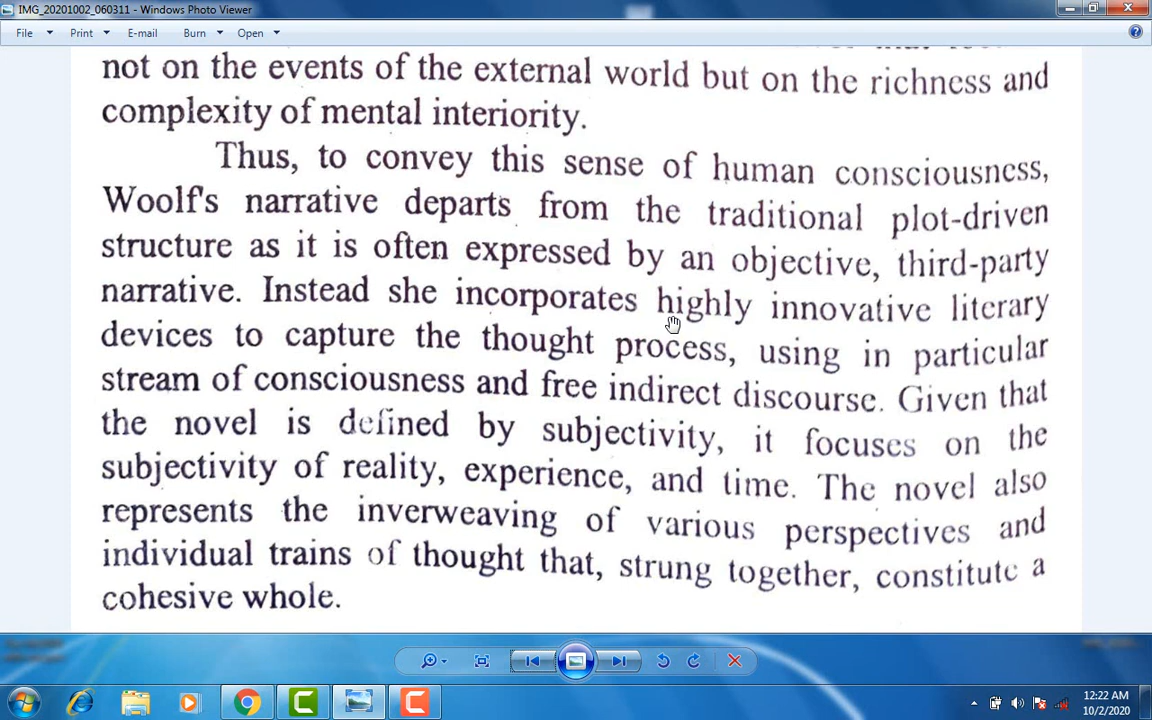 IMG_20201002_060311 - Windows Photo Viewer
File Print E-mail Burn Open
not on the events of the external world but on the richness and
complexity of mental interiority.
Thus, to convey this sense of human consciousness,
Woolf's narrative departs from the traditional plot-driven
structure as it is often expressed by an objective, third-party
narrative. Instead she incorporates highly innovative literary
devices to capture the thought process, using in particular
stream of consciousness and free indirect discourse. Given that
the novel is defined by subjectivity, it focuses on the
subjectivity of reality, experience, and time. The novel also
represents the inverweaving of various perspectives and
individual trains of thought that, strung together, constitute a
cohesive whole.
12:22 AM
10/2/2020